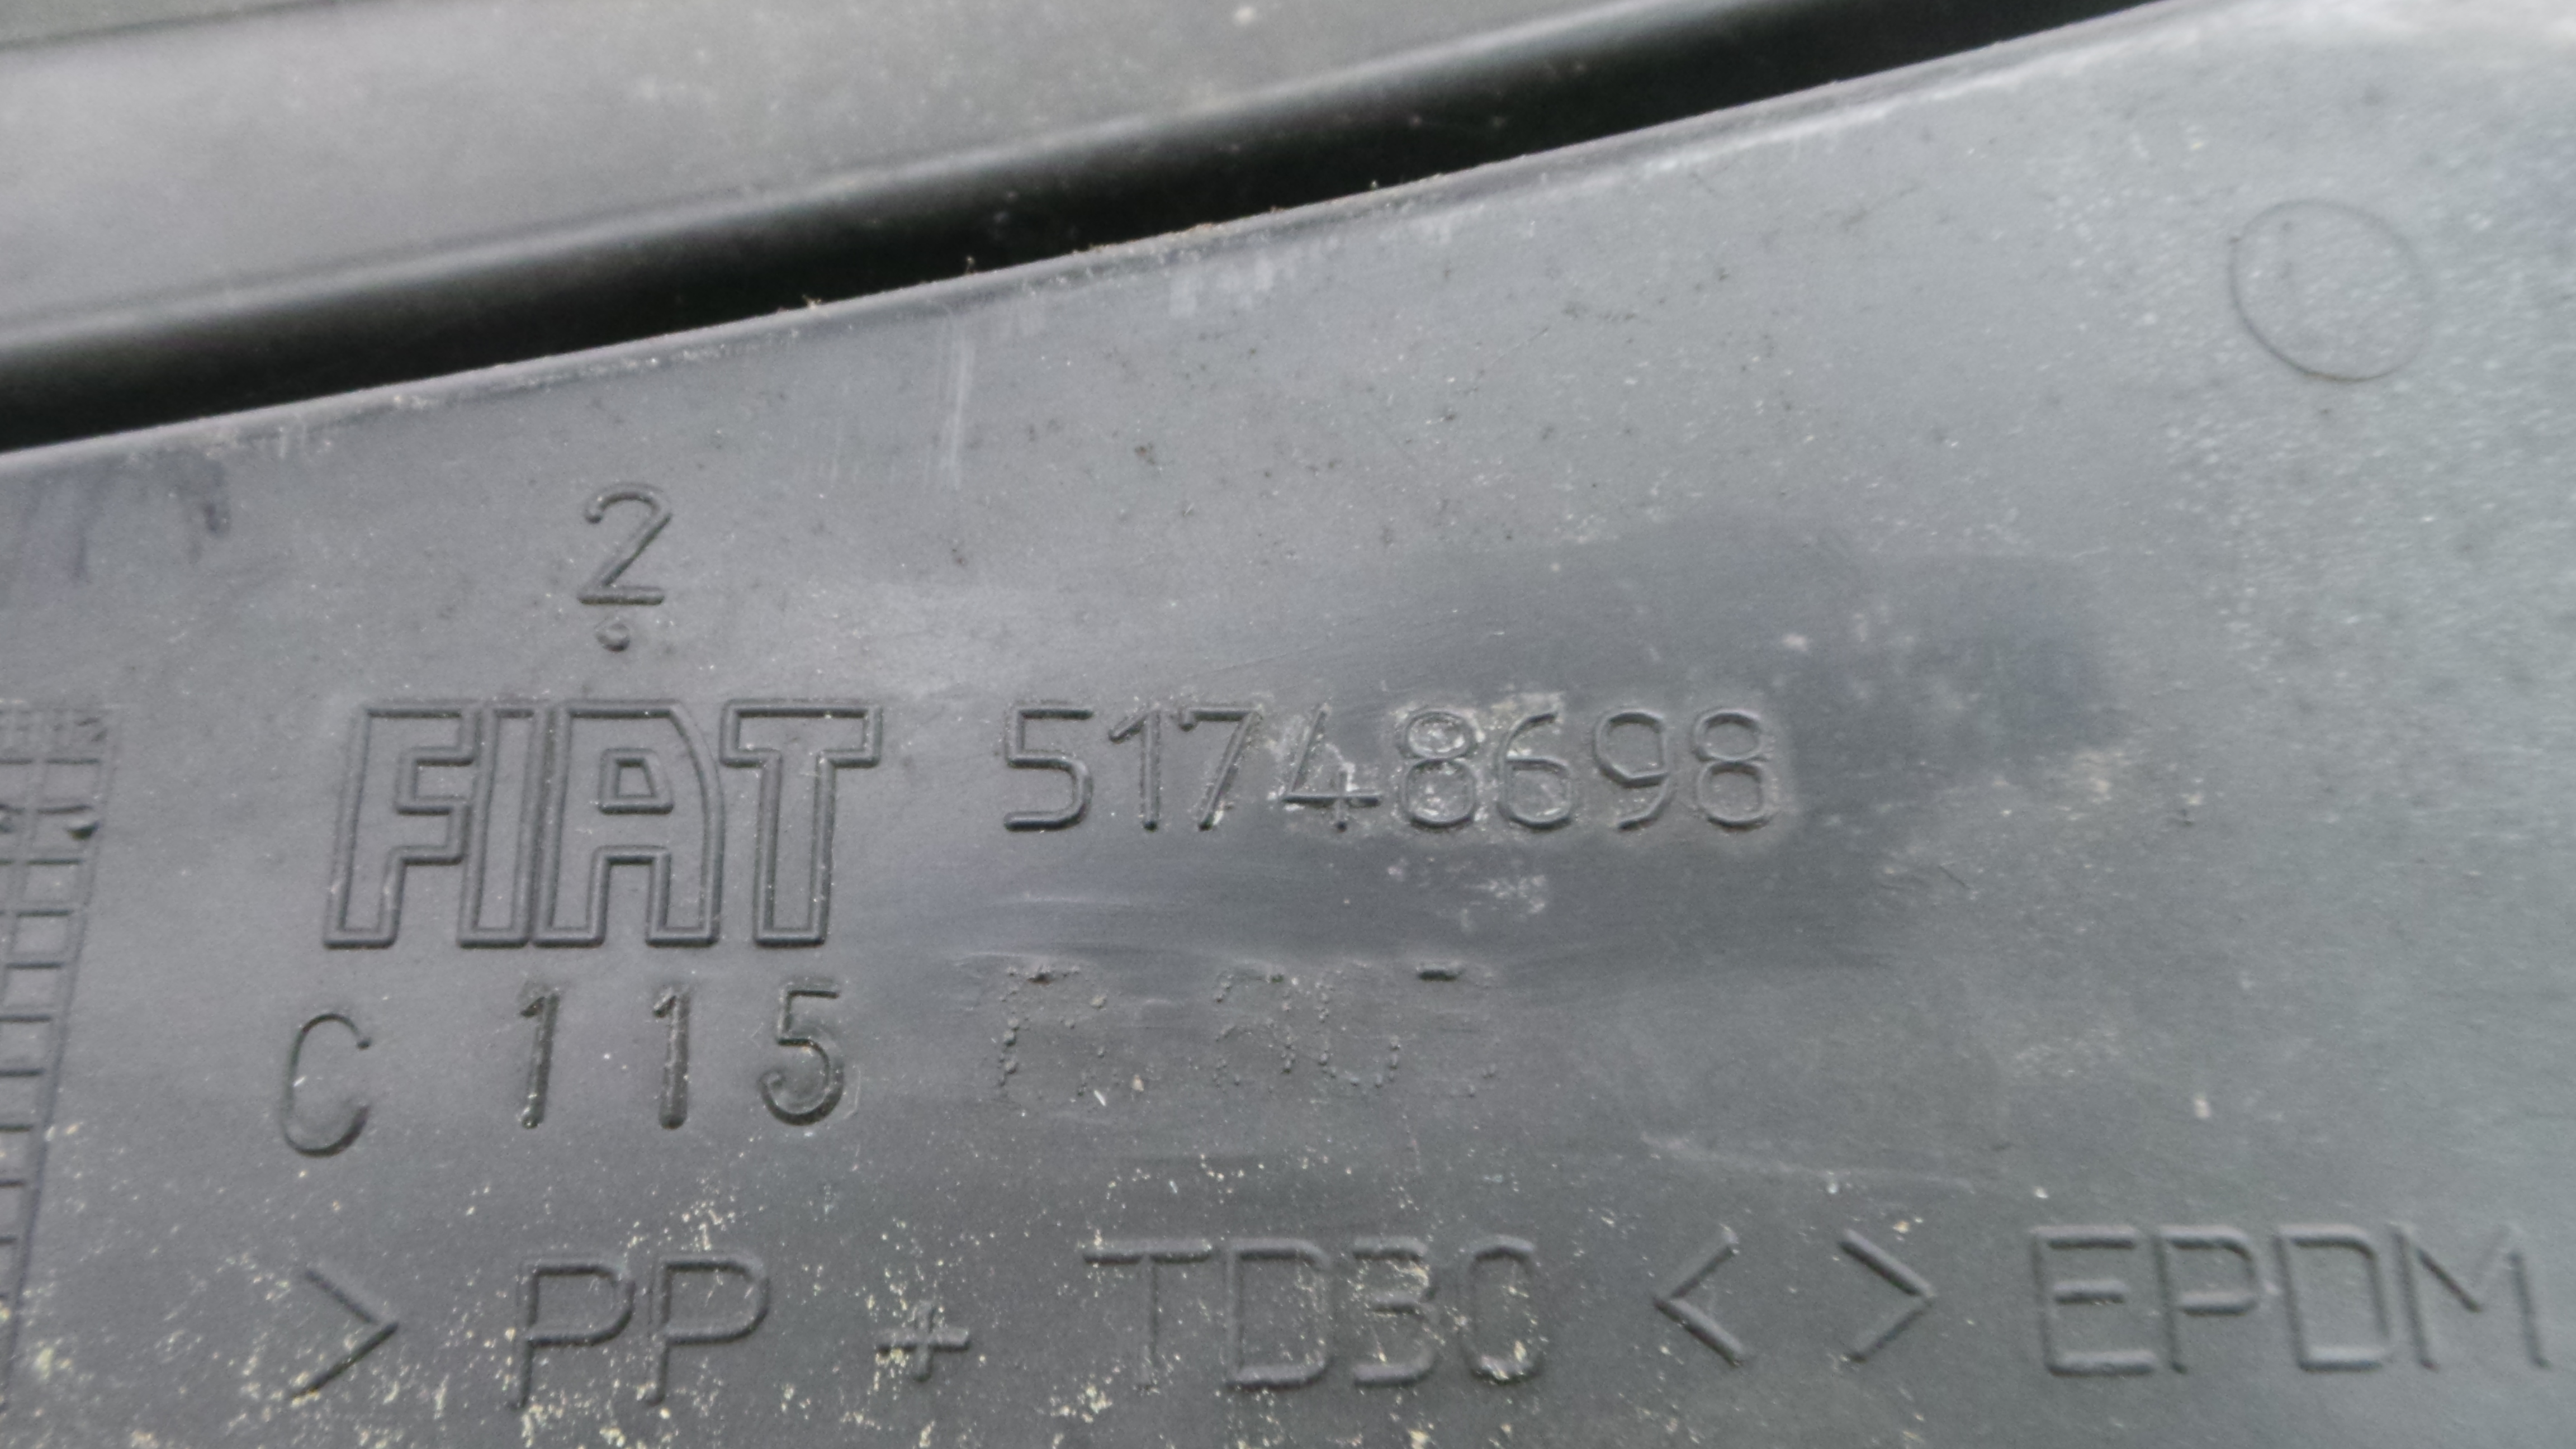 2
FIAT 51748698
C 115
> PP + TD30 < > EPDM